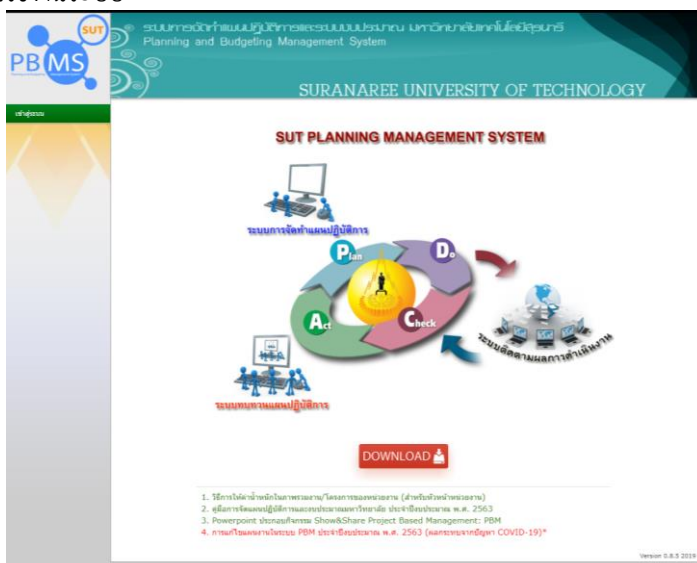 SUT
PBMS
ระบบการจัดทำแผนปฏิบัติการและระบบงบประมาณ มหาวิทยาลัยเทคโนโลยีสุรนารี
Planning and Budgeting Management System
SURANAREE UNIVERSITY OF TECHNOLOGY
เข้าสู่ระบบ
SUT PLANNING MANAGEMENT SYSTEM
ระบบการจัดทำแผนปฏิบัติการ
Plan
Do
Act
Check
ระบบติดตามผลการดำเนินงาน
ระบบทบทวนแผนปฏิบัติการ
DOWNLOAD
1. วิธีการให้ค่าน้ำหนักในภาพรวมงาน/โครงการของหน่วยงาน (สำหรับหัวหน้าหน่วยงาน)
2. คู่มือการจัดแผนปฏิบัติการและงบประมาณมหาวิทยาลัย ประจำปีงบประมาณ พ.ศ. 2563
3. Powerpoint ประกอบกิจกรรม Show&Share Project Based Management: PBM
4. การแก้ไขแผนงานในระบบ PBM ประจำปีงบประมาณ พ.ศ. 2563 (ผลกระทบจากปัญหา COVID-19)*
Version 5.8.5 2019